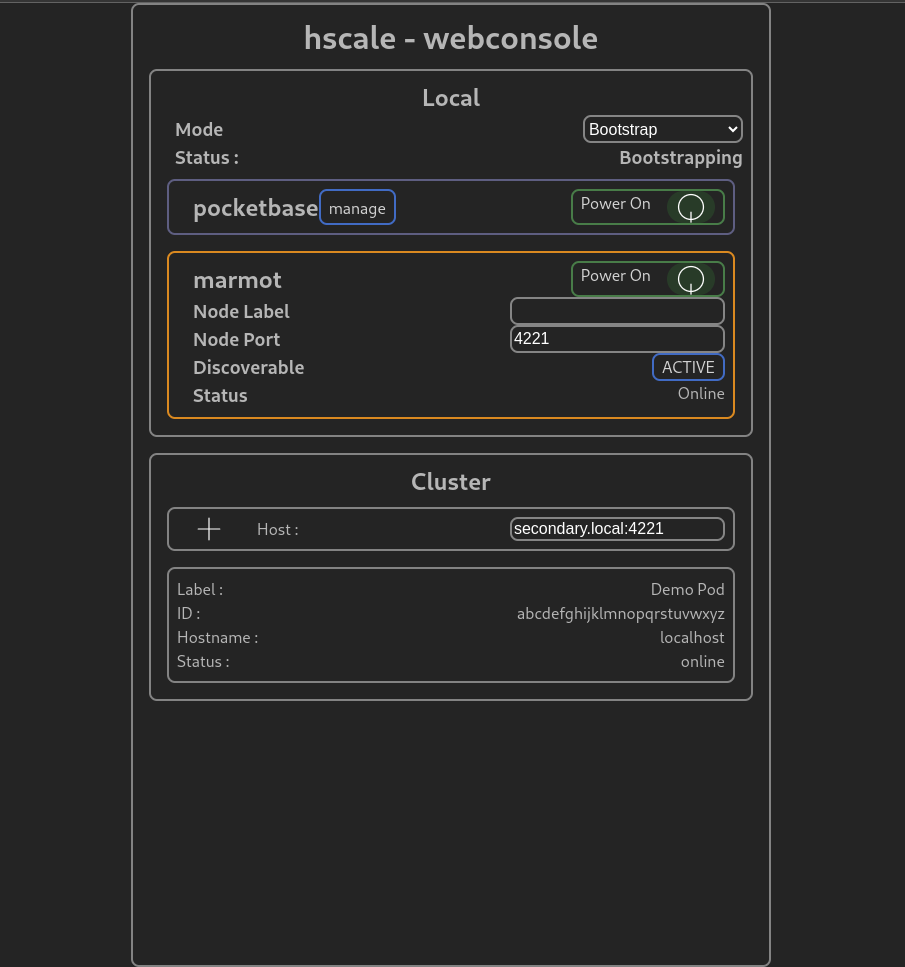 hscale - webconsole
Local
Mode Bootstrap
Status : Bootstrapping
pocketbase manage Power On
marmot Power On
Node Label
Node Port 4221
Discoverable ACTIVE
Status Online
Cluster
Host : secondary.local:4221
Label : Demo Pod
ID : abcdefghijklmnopqrstuvwxyz
Hostname : localhost
Status : online